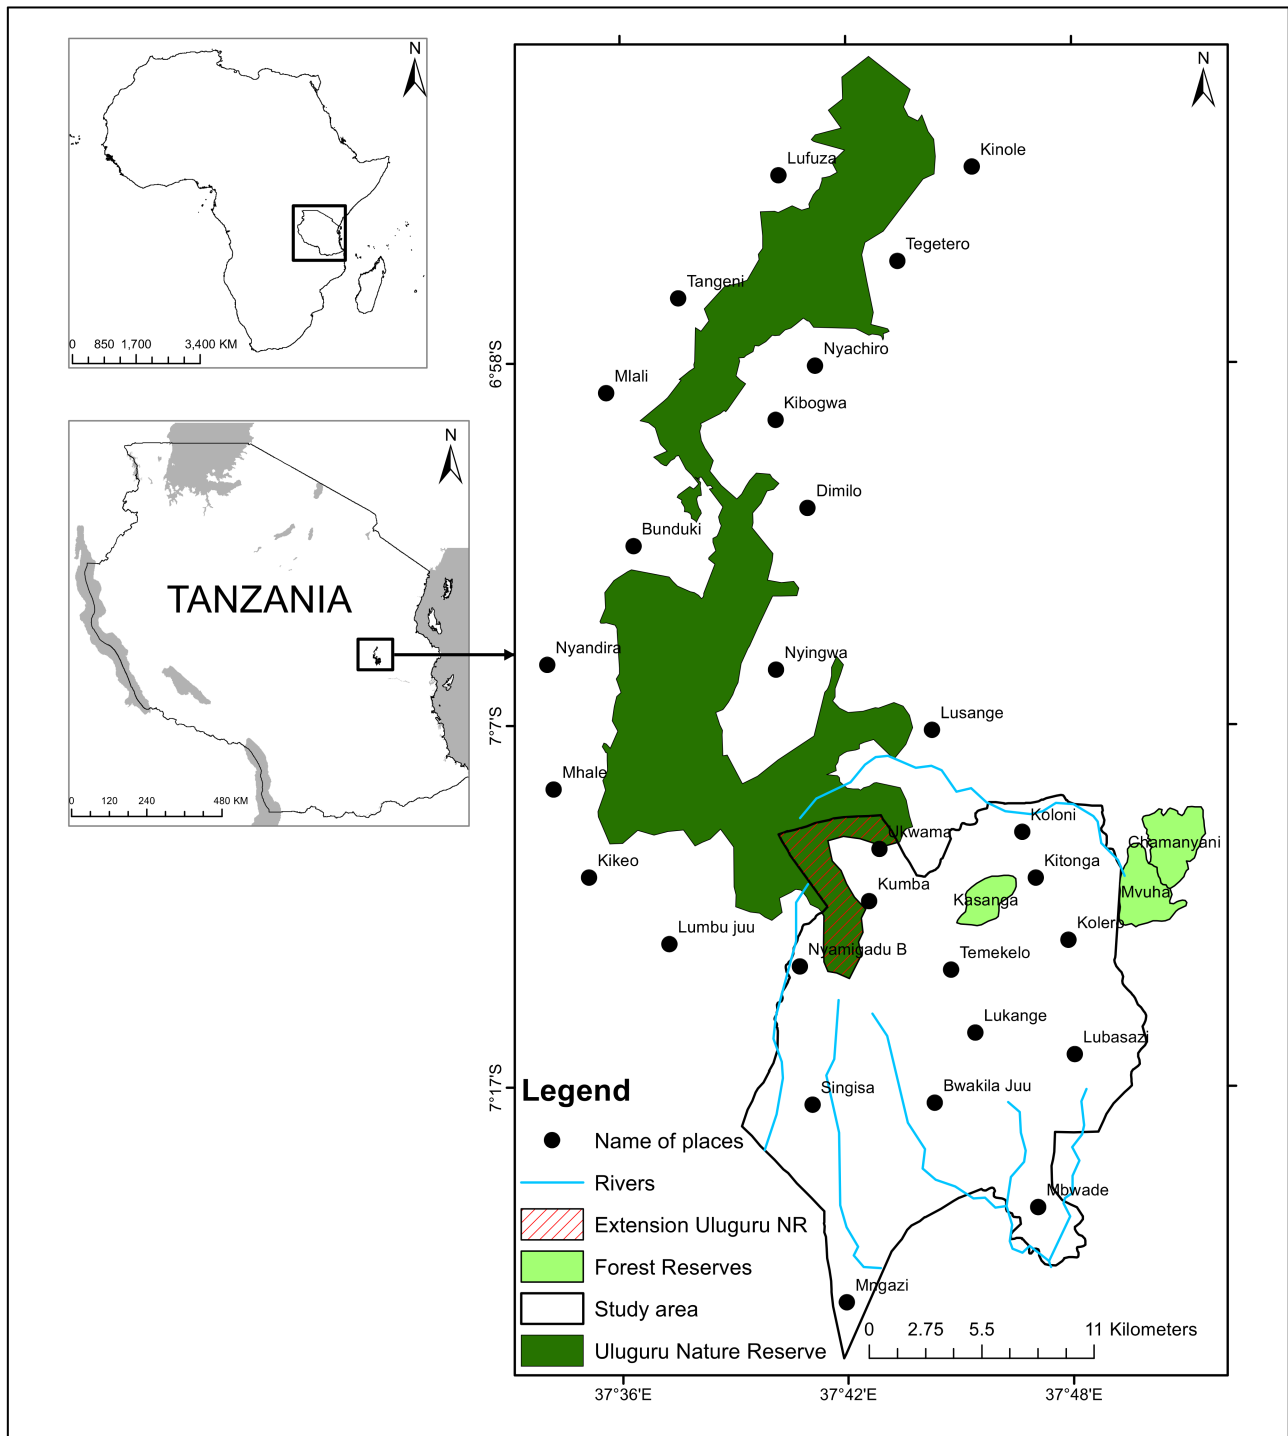 N
0 850 1,700 3,400 KM
N
TANZANIA
0 120 240 480 KM
N
Lufuza
Kinole
Tegetero
Tangeni
Nyachiro
6°58'S
Mlali
Kibogwa
Dimilo
Bunduki
Nyandira
Nyingwa
Lusange
7°7'S
Mhale
Koloni
Ukwama
Chamanyani
Kikeo
Kitonga
Kumba
Kasanga
Mvuha
Lumbu juu
Kolero
Nyamigadu B
Temekelo
Lukange
Lubasazi
7°17'S
Singisa
Bwakila Juu
Mbwade
Mngazi
Legend
Name of places
Rivers
Extension Uluguru NR
Forest Reserves
Study area
Uluguru Nature Reserve
0 2.75 5.5 11 Kilometers
37°36'E 37°42'E 37°48'E